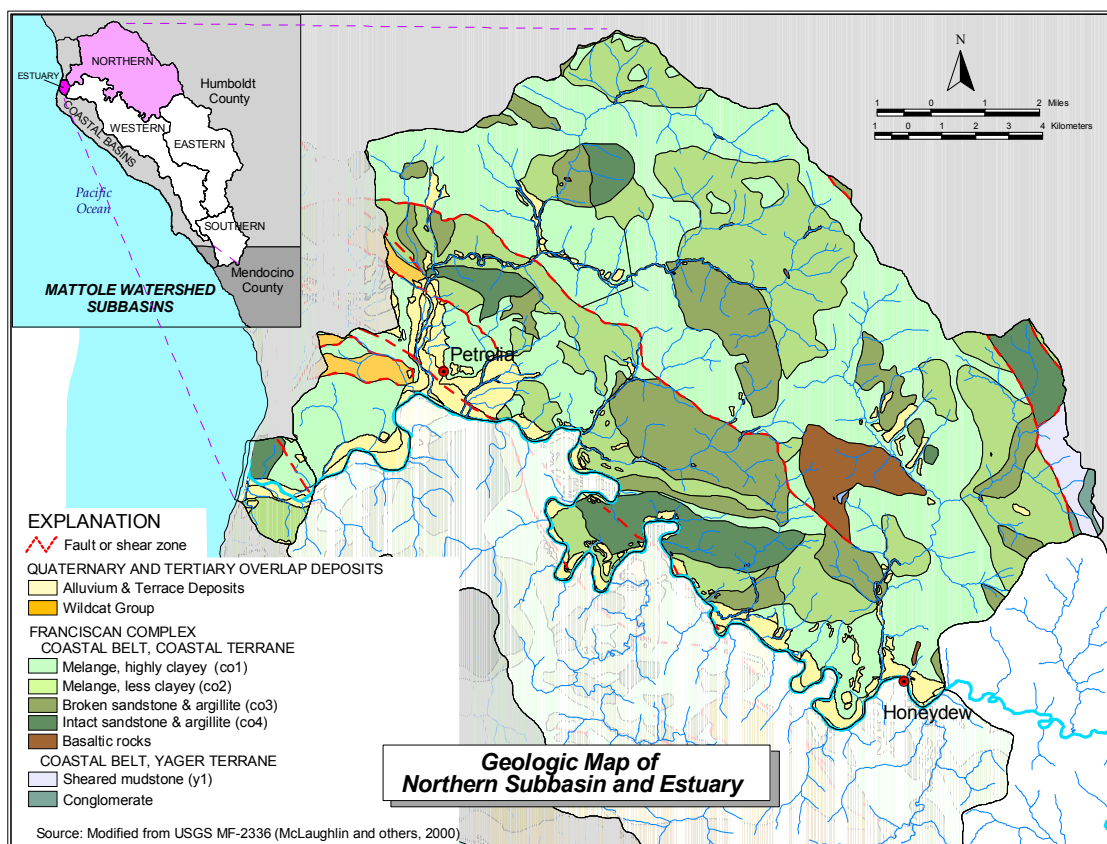 NORTHERN
ESTUARY
Humboldt
County
COASTAL BASINS
WESTERN
EASTERN
Pacific
Ocean
SOUTHERN
Mendocino
County
MATTOLE WATERSHED
SUBBASINS
N
1 0 1 2 Miles
1 0 1 2 3 4 Kilometers
Petrolia
Honeydew
EXPLANATION
Fault or shear zone
QUATERNARY AND TERTIARY OVERLAP DEPOSITS
Alluvium & Terrace Deposits
Wildcat Group
FRANCISCAN COMPLEX
COASTAL BELT, COASTAL TERRANE
Melange, highly clayey (co1)
Melange, less clayey (co2)
Broken sandstone & argillite (co3)
Intact sandstone & argillite (co4)
Basaltic rocks
COASTAL BELT, YAGER TERRANE
Sheared mudstone (y1)
Conglomerate
Geologic Map of
Northern Subbasin and Estuary
Source: Modified from USGS MF-2336 (McLaughlin and others, 2000)